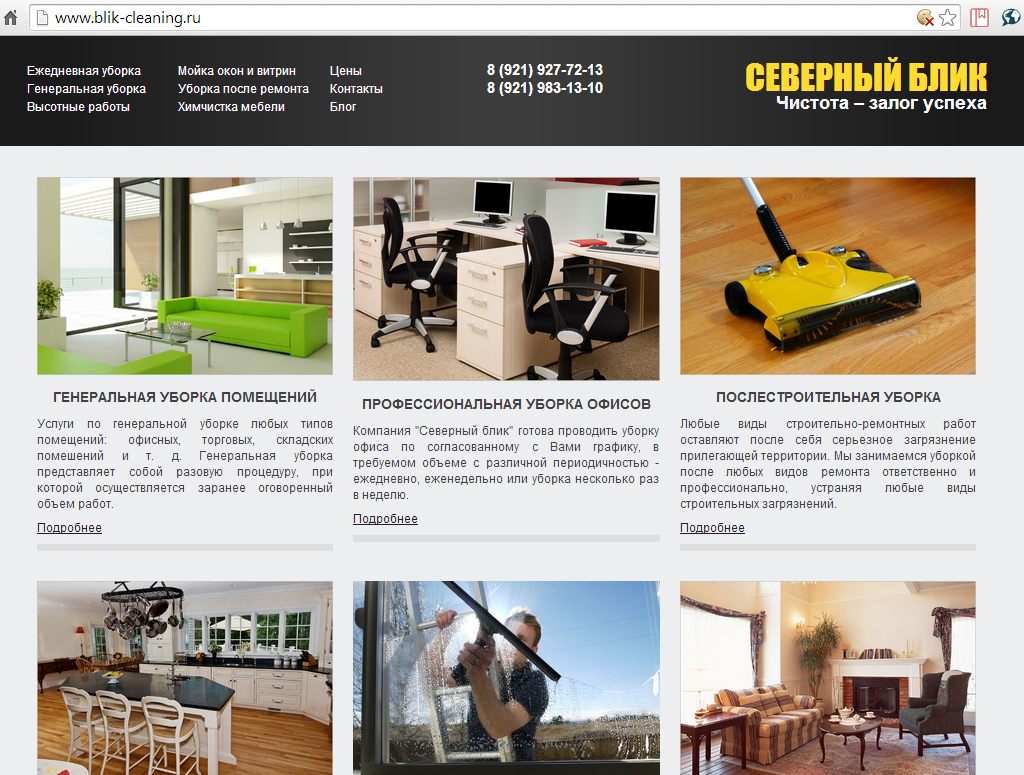 www.blik-cleaning.ru
Ежедневная уборка
Генеральная уборка
Высотные работы
Мойка окон и витрин
Уборка после ремонта
Химчистка мебели
Цены
Контакты
Блог
8 (921) 927-72-13
8 (921) 983-13-10
СЕВЕРНЫЙ БЛИК
Чистота – залог успеха
ГЕНЕРАЛЬНАЯ УБОРКА ПОМЕЩЕНИЙ
Услуги по генеральной уборке любых типов
помещений: офисных, торговых, складских
помешений и т. д. Генеральная уборка
представляет собой разовую процедуру, при
которой осуществляется заранее оговоренный
объем работ.
Подробнее
ПРОФЕССИОНАЛЬНАЯ УБОРКА ОФИСОВ
Компания "Северный блик" готова проводить уборку
офиса по согласованному с Вами графику, в
требуемом объеме с различной периодичностью -
ежедневно, еженедельно или уборка несколько раз
в неделю.
Подробнее
ПОСЛЕСТРОИТЕЛЬНАЯ УБОРКА
Любые виды строительно-ремонтных работ
оставляют после себя серьезное загрязнение
прилегающей территории. Мы занимаемся уборкой
после любых видов ремонта ответственно и
профессионально, устраняя любые виды
строительных загрязнений.
Подробнее